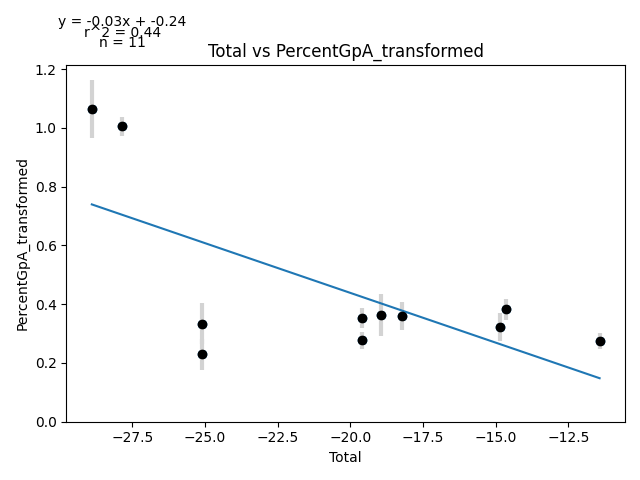 y = -0.03x + -0.24
r^2 = 0.44
n = 11
Total vs PercentGpA_transformed
1.2
1.0
0.8
0.6
0.4
0.2
0.0
PercentGpA_transformed
−27.5 −25.0 −22.5 −20.0 −17.5 −15.0 −12.5
Total